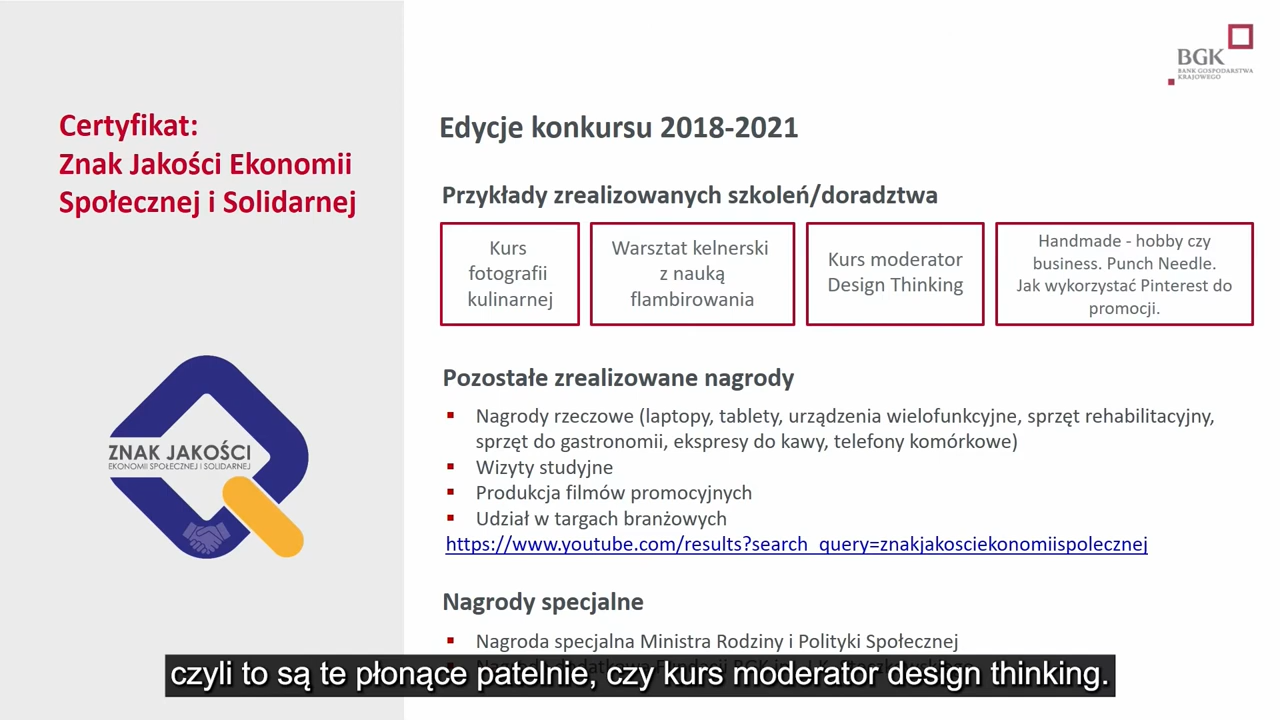 BGK
BANK GOSPODARSTWA
KRAJOWEGO
Certyfikat:
Znak Jakości Ekonomii
Społecznej i Solidarnej
ZNAK JAKOŚCI
EKONOMII SPOŁECZNEJ I SOLIDARNEJ
Edycje konkursu 2018-2021
Przykłady zrealizowanych szkoleń/doradztwa
Kurs
fotografii
kulinarnej
Warsztat kelnerski
z nauką
flambirowania
Kurs moderator
Design Thinking
Handmade - hobby czy
business. Punch Needle.
Jak wykorzystać Pinterest do
promocji.
Pozostałe zrealizowane nagrody
▪ Nagrody rzeczowe (laptopy, tablety, urządzenia wielofunkcyjne, sprzęt rehabilitacyjny,
sprzęt do gastronomii, ekspresy do kawy, telefony komórkowe)
▪ Wizyty studyjne
▪ Produkcja filmów promocyjnych
▪ Udział w targach branżowych
https://www.youtube.com/results?search_query=znakjakosciekonomiispolecznej
Nagrody specjalne
▪ Nagroda specjalna Ministra Rodziny i Polityki Społecznej
czyli to są te płonące patelnie, czy kurs moderator design thinking.